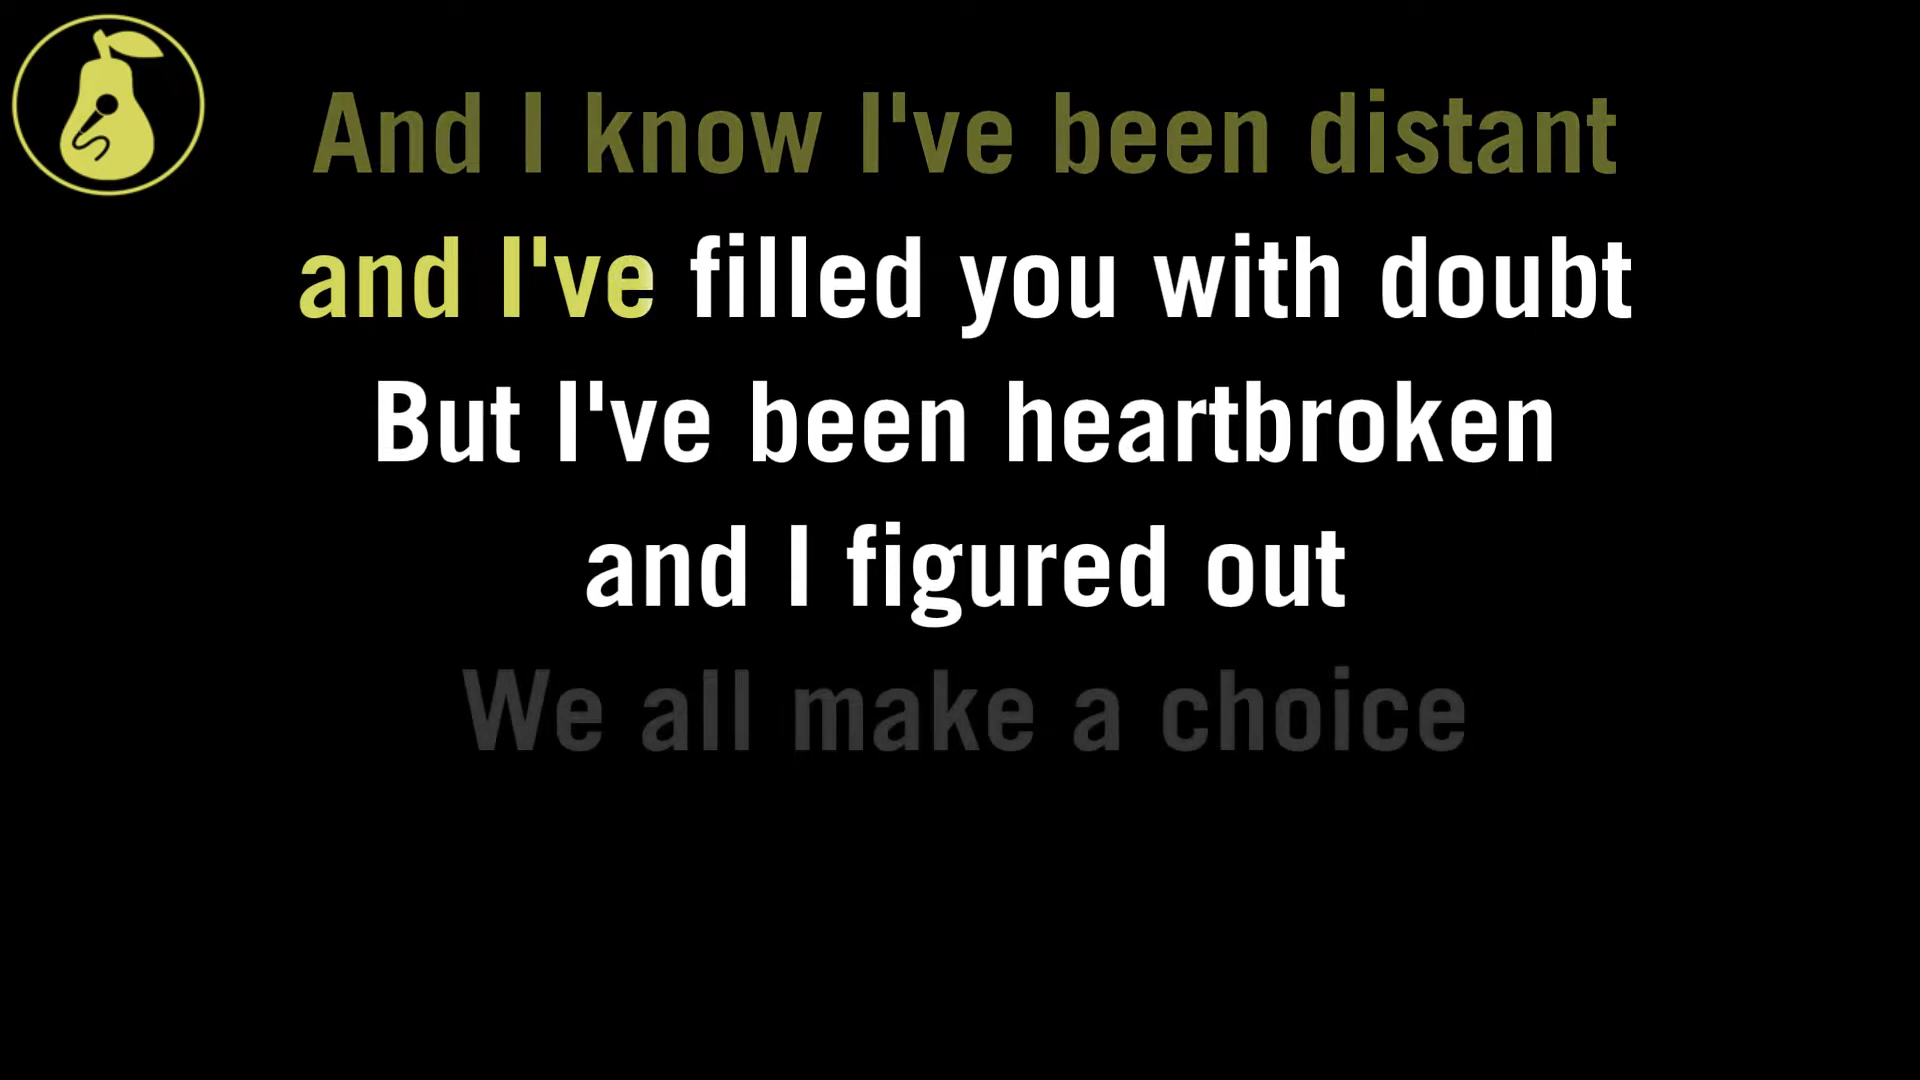 And I know I've been distant
and I've filled you with doubt
But I've been heartbroken
and I figured out
We all make a choice